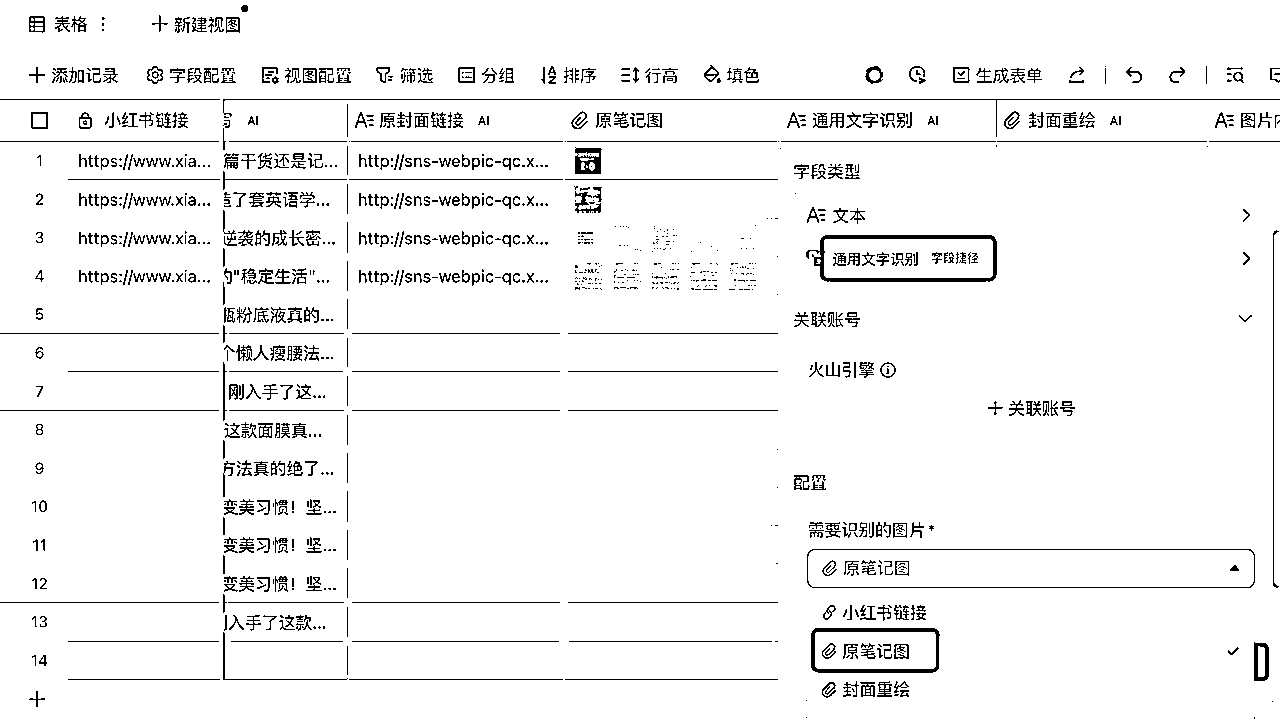 表格 新建视图
添加记录 字段配置 视图配置 筛选 分组 排序 行高 填色 生成表单
小红书链接 AI 原封面链接 AI 原笔记图 通用文字识别 AI 封面重绘 AI
1 https://www.xia... 篇干货还是记... http://sns-webpic-qc.x...
2 https://www.xia... 了套英语学... http://sns-webpic-qc.x...
3 https://www.xia... 逆袭的成长密... http://sns-webpic-qc.x...
4 https://www.xia... 的"稳定生活"... http://sns-webpic-qc.x...
5 瓶粉底液真的...
6 个懒人瘦腰法...
7 刚入手了这...
8 这款面膜真...
9 方法真的绝了...
10 变美习惯！坚...
11 变美习惯！坚...
12 变美习惯！坚...
13 入手了这款...
14
字段类型
文本
通用文字识别 字段捷径
关联账号
火山引擎
+ 关联账号
配置
需要识别的图片*
原笔记图
小红书链接
原笔记图
封面重绘